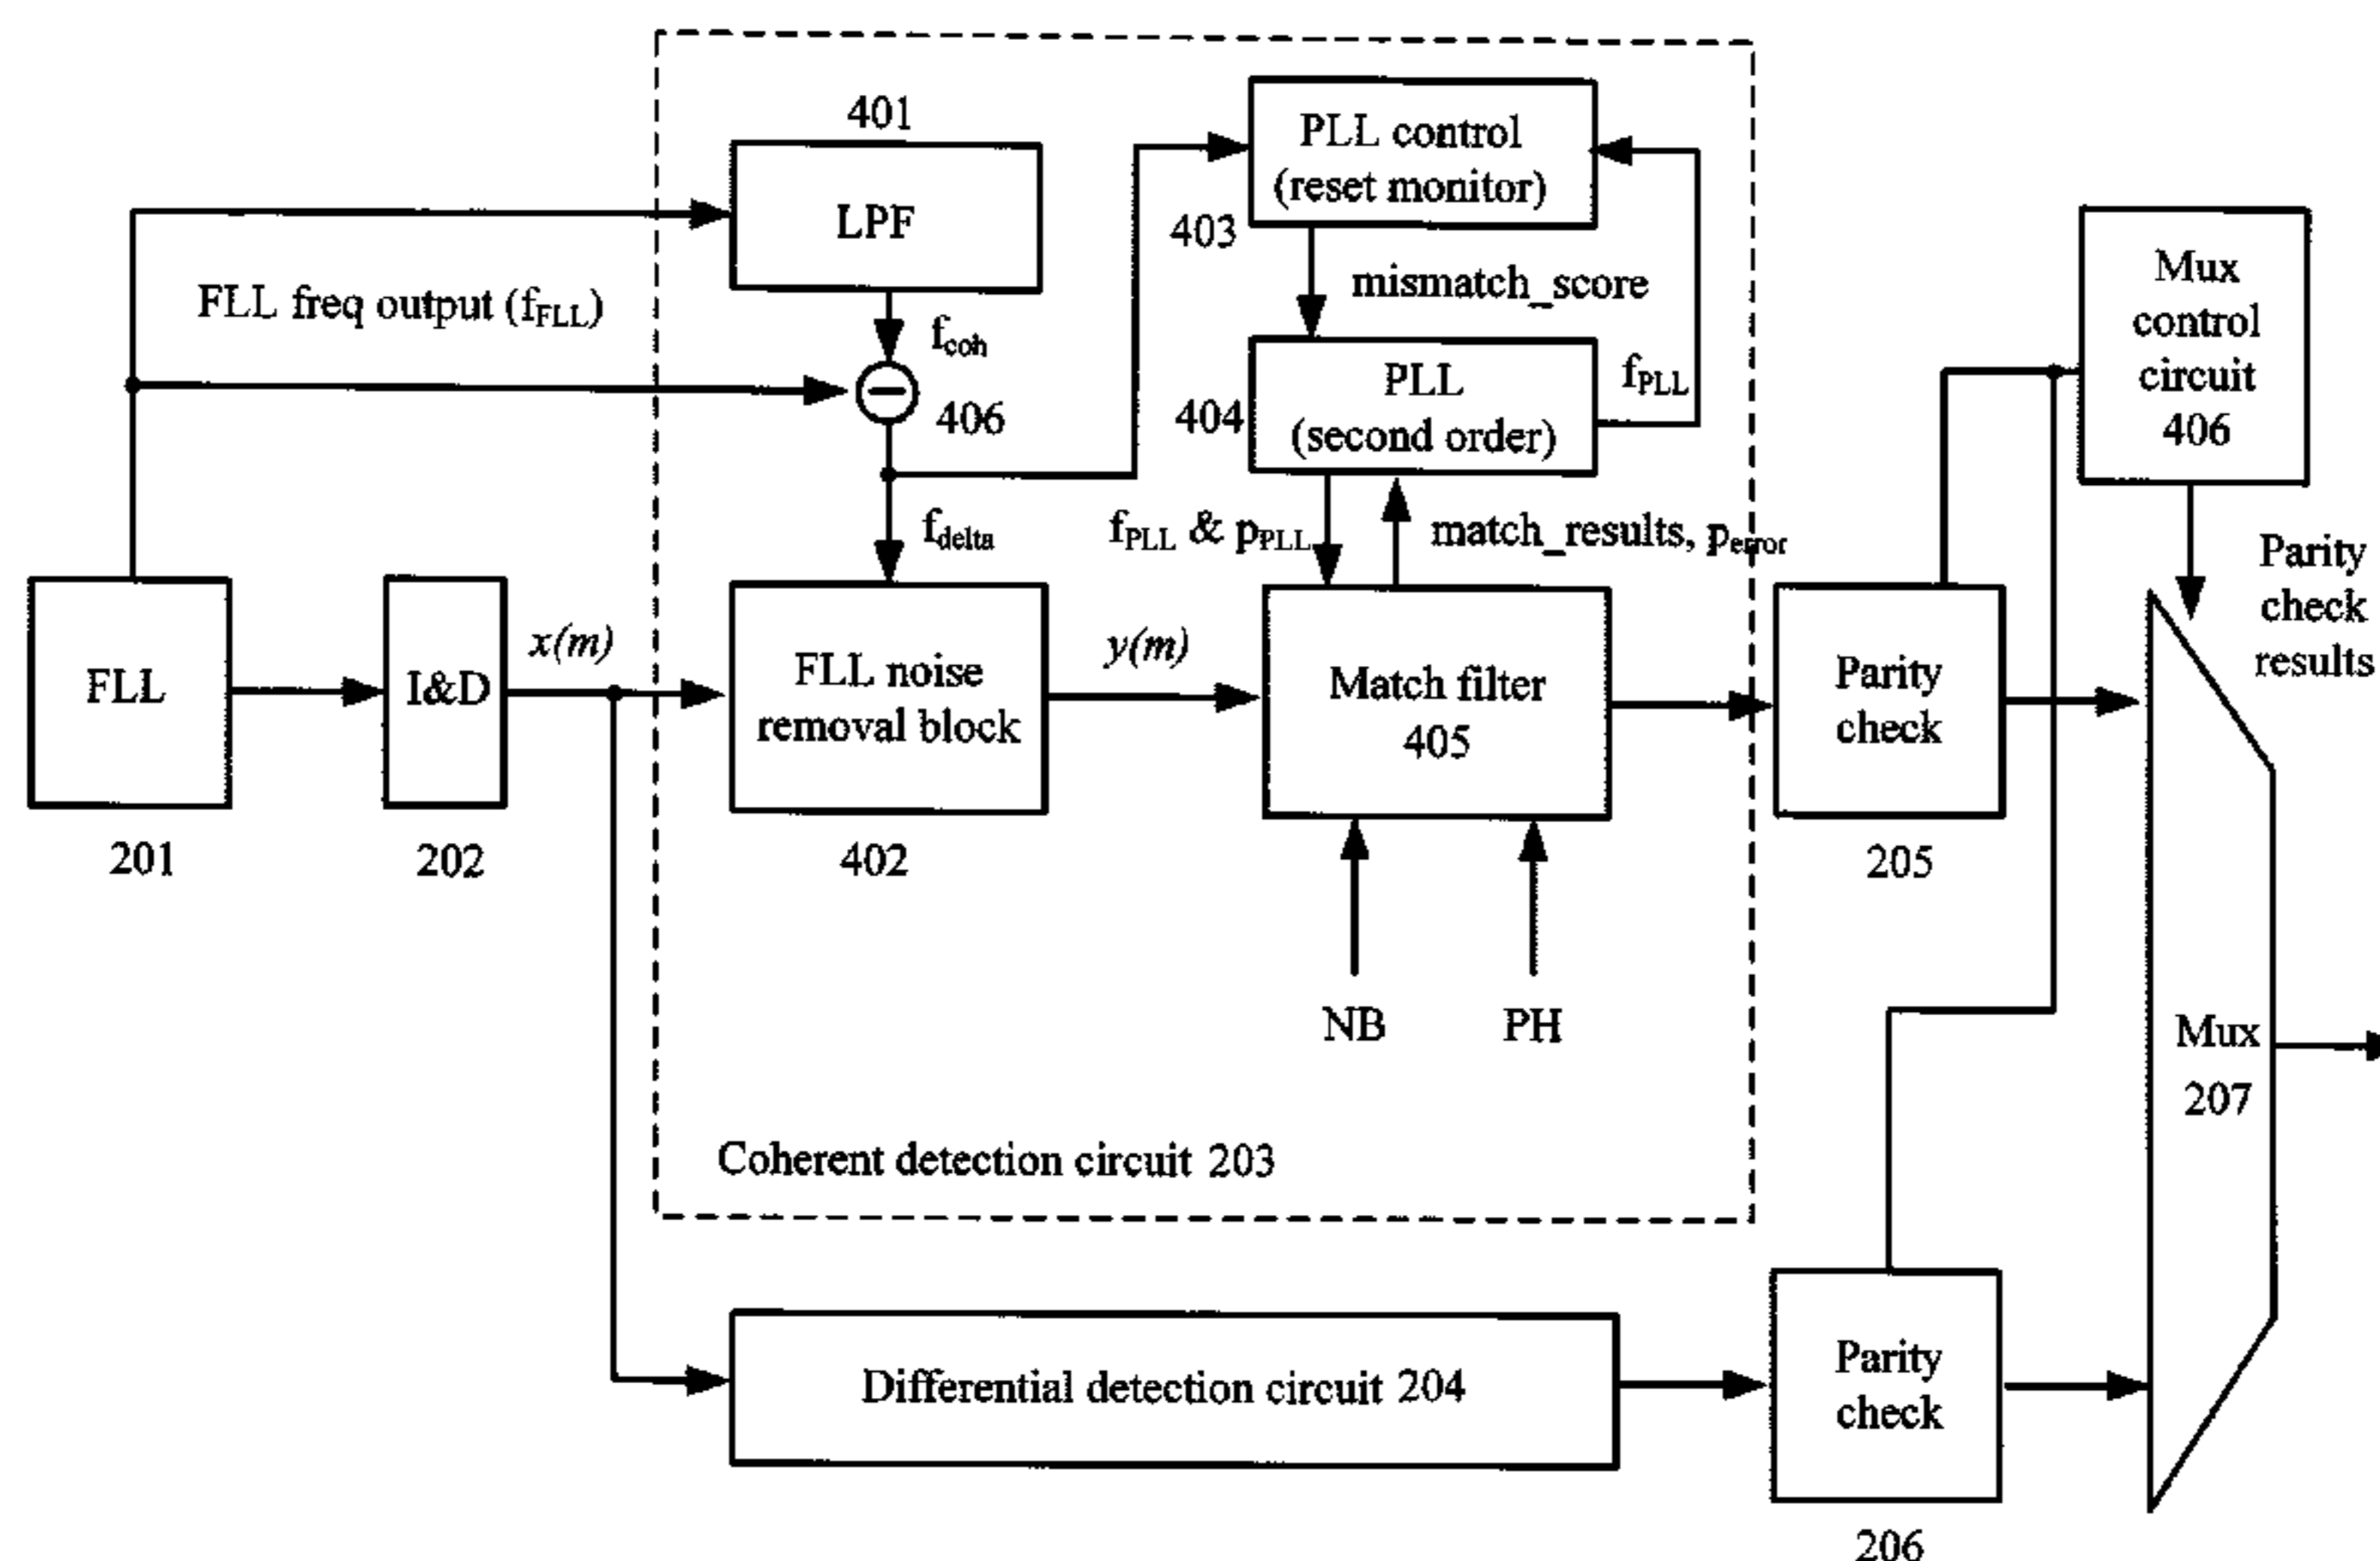 401
LPF
FLL freq output (fFLL)
fcoh
406
fdelta
PLL control
(reset monitor)
403
mismatch_score
PLL
(second order)
404
fPLL
fPLL & pPLL
match_results, perror
Mux
control
circuit
406
Parity
check
results
FLL
201
I&D
202
x(m)
FLL noise
removal block
402
y(m)
Match filter
405
NB
PH
Parity
check
205
Coherent detection circuit 203
Mux
207
Differential detection circuit 204
Parity
check
206